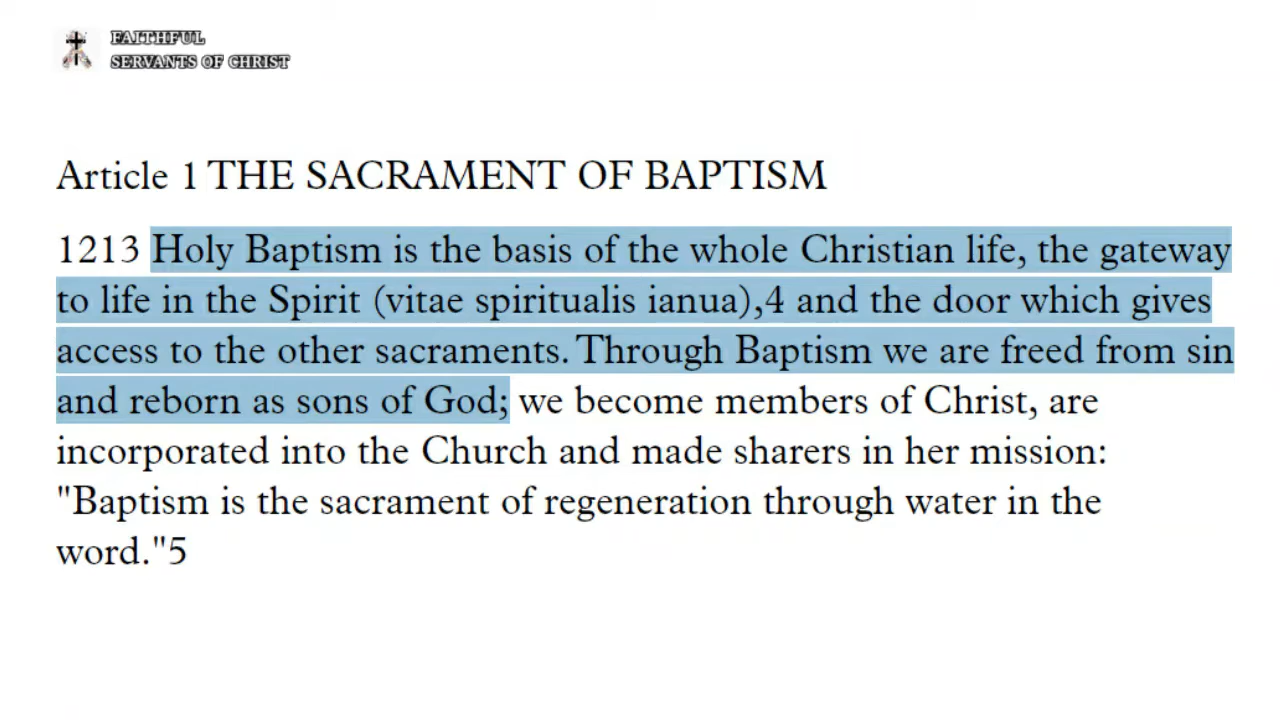 FAITHFUL
SERVANTS OF CHRIST
Article 1 THE SACRAMENT OF BAPTISM
1213 Holy Baptism is the basis of the whole Christian life, the gateway
to life in the Spirit (vitae spiritualis ianua),4 and the door which gives
access to the other sacraments. Through Baptism we are freed from sin
and reborn as sons of God; we become members of Christ, are
incorporated into the Church and made sharers in her mission:
"Baptism is the sacrament of regeneration through water in the
word."5